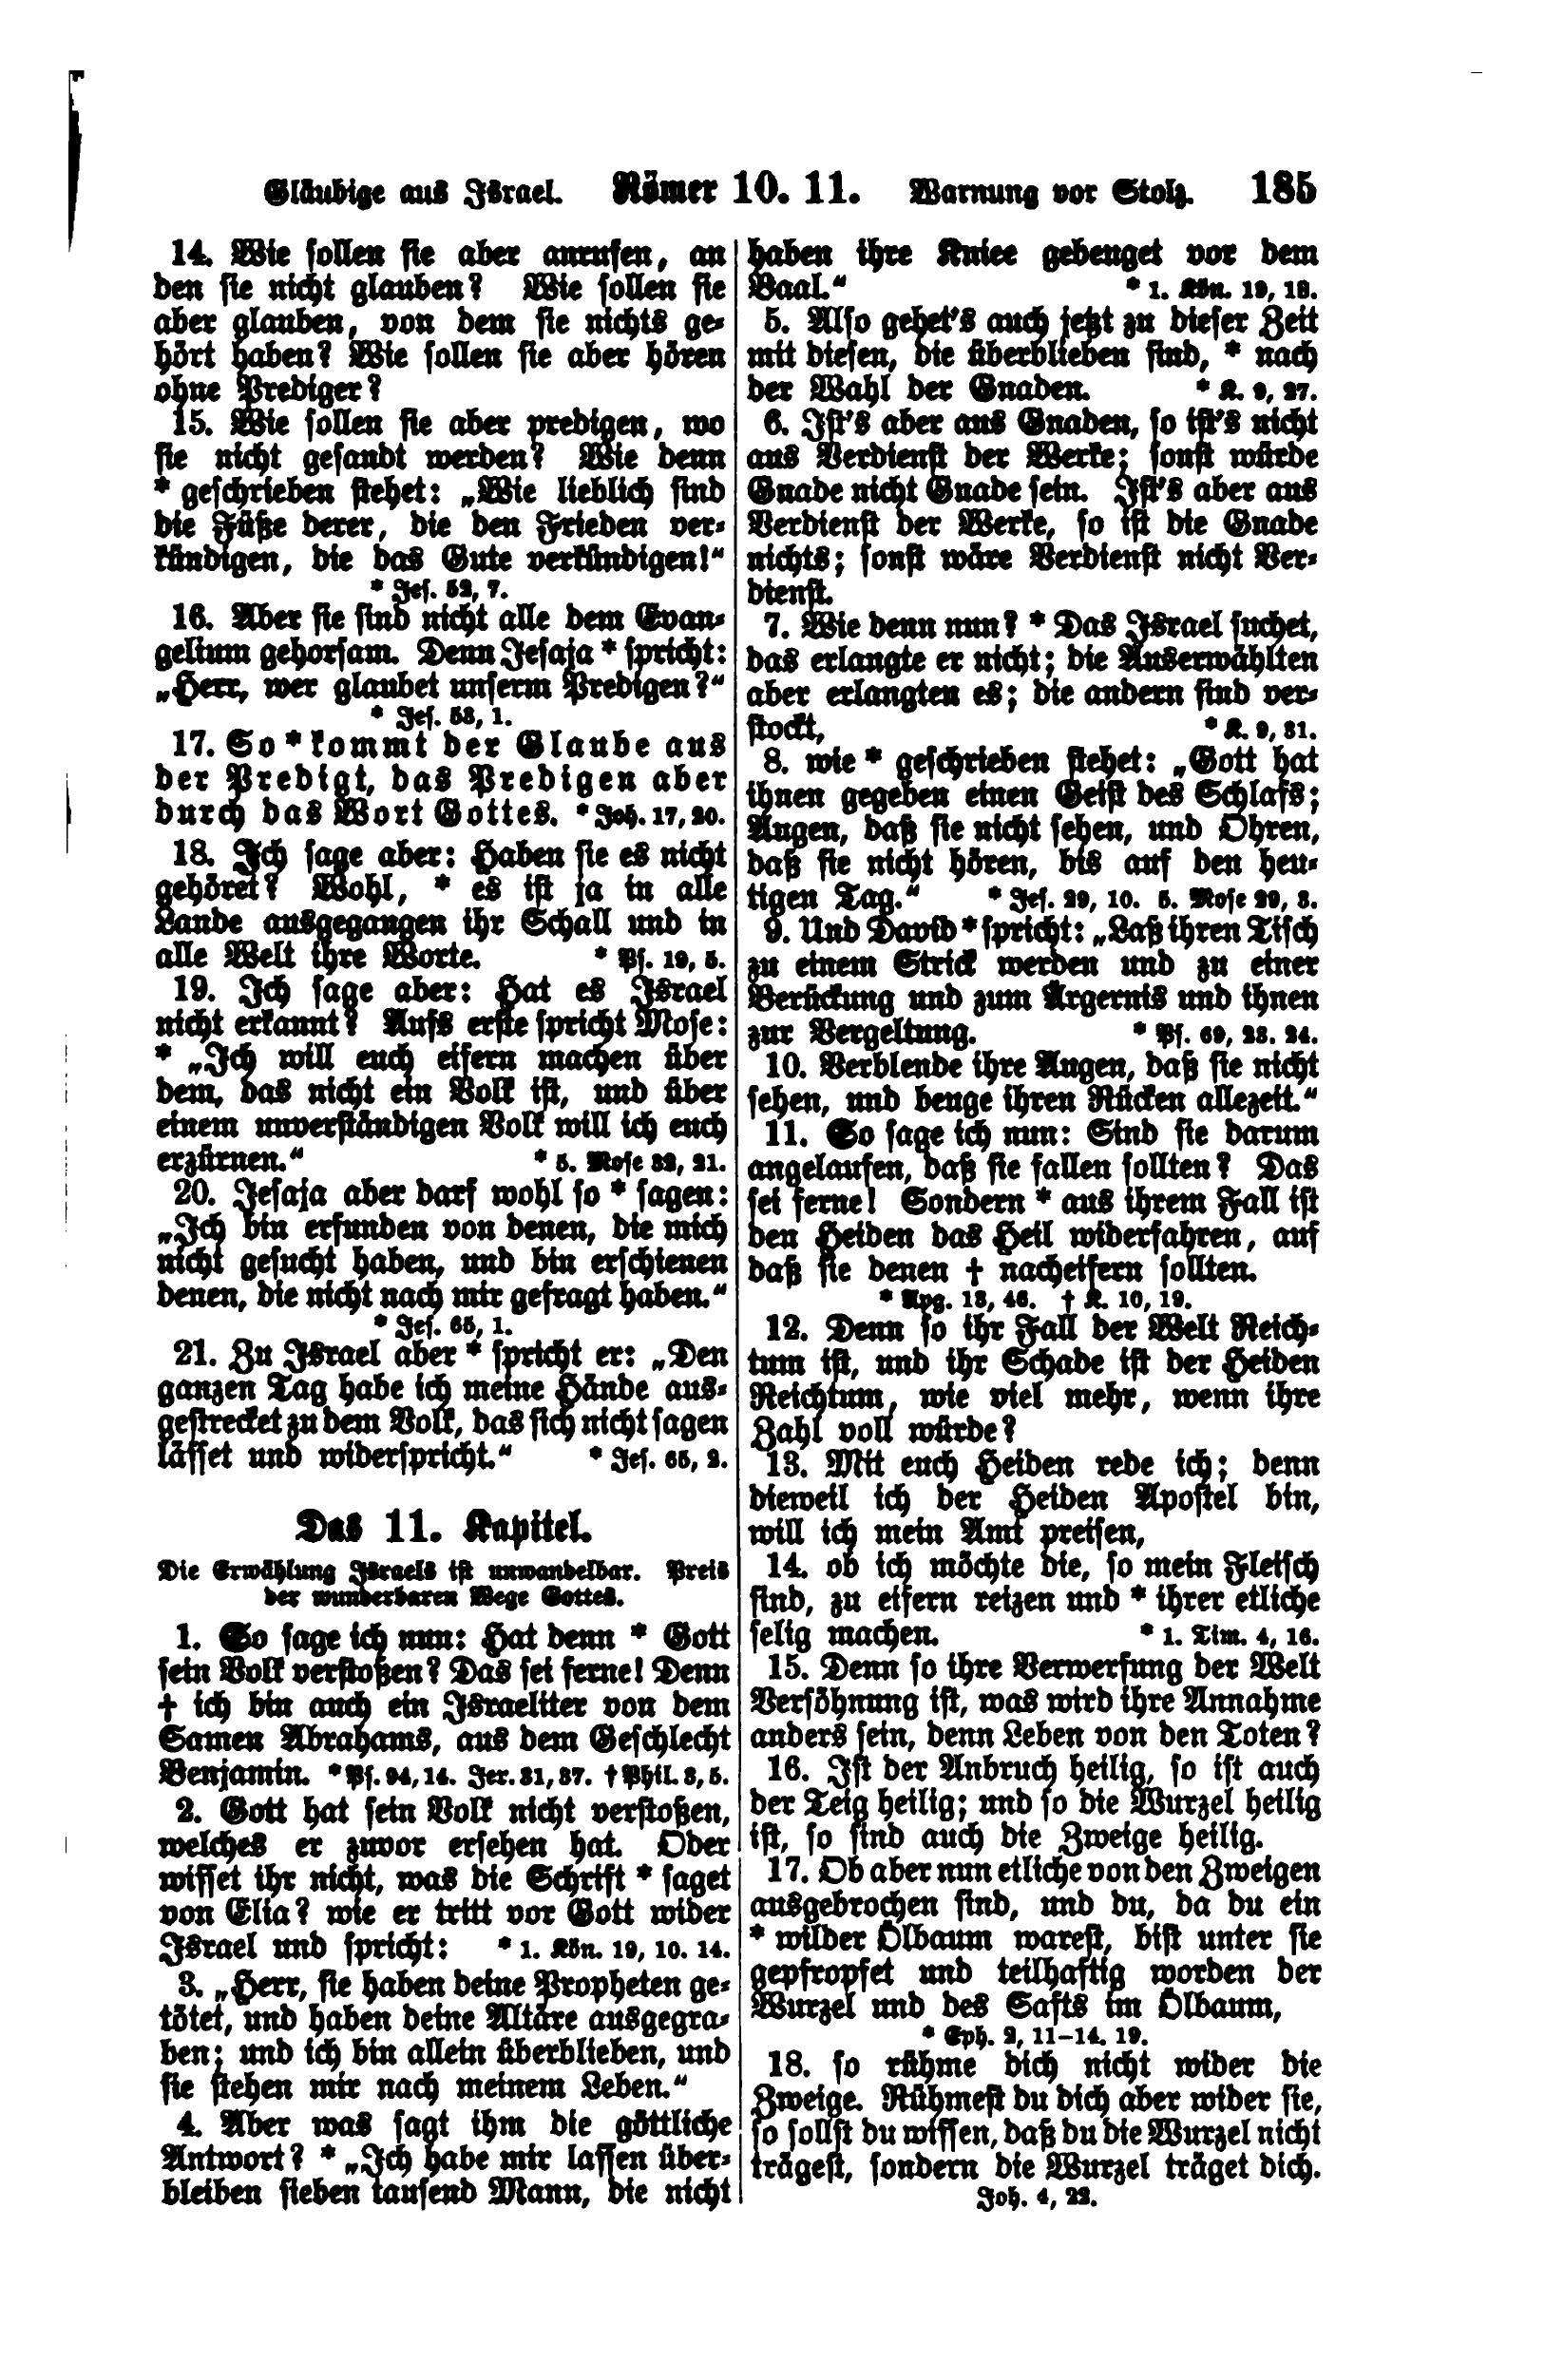 Gläubige aus Israel. Römer 10. 11. Warnung vor Stolz. 185
14. Wie sollen sie aber anrufen, an
den sie nicht glauben? Wie sollen sie
aber glauben, von dem sie nichts ge-
hört haben? Wie sollen sie aber hören
ohne Prediger?
15. Wie sollen sie aber predigen, wo
sie nicht gesandt werden? Wie denn
* geschrieben stehet: „Wie lieblich sind
die Füße derer, die den Frieden ver-
kündigen, die das Gute verkündigen!“
* Jes. 52, 7.
16. Aber sie sind nicht alle dem Evan-
gelium gehorsam. Denn Jesaja * spricht:
„Herr, wer glaubet unserm Predigen?“
* Jes. 53, 1.
17. So * kommt der Glaube aus
der Predigt, das Predigen aber
durch das Wort Gottes. * Joh. 17, 20.
18. Ich sage aber: Haben sie es nicht
gehöret? Wohl, * es ist ja in alle
Lande ausgegangen ihr Schall und in
alle Welt ihre Worte. * Ps. 19, 5.
19. Ich sage aber: Hat es Israel
nicht erkannt? Aufs erste spricht Mose:
* „Ich will euch eifern machen über
dem, das nicht ein Volk ist, und über
einem unverständigen Volk will ich euch
erzürnen.“ * 5. Mose 32, 21.
20. Jesaja aber darf wohl so * sagen:
„Ich bin erfunden von denen, die mich
nicht gesucht haben, und bin erschienen
denen, die nicht nach mir gefragt haben.“
* Jes. 65, 1.
21. Zu Israel aber * spricht er: „Den
ganzen Tag habe ich meine Hände aus-
gestrecket zu dem Volk, das sich nicht sagen
lässet und widerspricht.“ * Jes. 65, 2.
Das 11. Kapitel.
Die Erwählung Israels ist unwandelbar. Preis
der wunderbaren Wege Gottes.
1. So sage ich nun: Hat denn * Gott
sein Volk verstoßen? Das sei ferne! Denn
† ich bin auch ein Israeliter von dem
Samen Abrahams, aus dem Geschlecht
Benjamin. * Ps. 94, 14. Jer. 31, 37. † Phil. 3, 5.
2. Gott hat sein Volk nicht verstoßen,
welches er zuvor ersehen hat. Oder
wisset ihr nicht, was die Schrift * saget
von Elia? wie er tritt vor Gott wider
Israel und spricht: * 1. Kön. 19, 10. 14.
3. „Herr, sie haben deine Propheten ge-
tötet, und haben deine Altäre ausgegra-
ben; und ich bin allein überblieben, und
sie stehen mir nach meinem Leben.“
4. Aber was sagt ihm die göttliche
Antwort? * „Ich habe mir lassen über-
bleiben sieben tausend Mann, die nicht
haben ihre Kniee gebeuget vor dem
Baal.“ * 1. Kön. 19, 18.
5. Also gehet's auch jetzt zu dieser Zeit
mit diesen, die überblieben sind, * nach
der Wahl der Gnaden. * K. 9, 27.
6. Ist's aber aus Gnaden, so ist's nicht
aus Verdienst der Werke; sonst würde
Gnade nicht Gnade sein. Ist's aber aus
Verdienst der Werke, so ist die Gnade
nichts; sonst wäre Verdienst nicht Ver-
dienst.
7. Wie denn nun? * Das Israel suchet,
das erlangte er nicht; die Auserwählten
aber erlangten es; die andern sind ver-
stockt, * K. 9, 31.
8. wie * geschrieben stehet: „Gott hat
ihnen gegeben einen Geist des Schlafs;
Augen, daß sie nicht sehen, und Ohren,
daß sie nicht hören, bis auf den heu-
tigen Tag.“ * Jes. 29, 10. 5. Mose 29, 3.
9. Und David * spricht: „Laß ihren Tisch
zu einem Strick werden und zu einer
Berückung und zum Ärgernis und ihnen
zur Vergeltung. * Ps. 69, 23. 24.
10. Verblende ihre Augen, daß sie nicht
sehen, und beuge ihren Rücken allezeit.“
11. So sage ich nun: Sind sie darum
angelaufen, daß sie fallen sollten? Das
sei ferne! Sondern * aus ihrem Fall ist
den Heiden das Heil widerfahren, auf
daß sie denen † nacheifern sollten.
* Apg. 13, 46. † K. 10, 19.
12. Denn so ihr Fall der Welt Reich-
tum ist, und ihr Schade ist der Heiden
Reichtum, wie viel mehr, wenn ihre
Zahl voll würde?
13. Mit euch Heiden rede ich; denn
dieweil ich der Heiden Apostel bin,
will ich mein Amt preisen,
14. ob ich möchte die, so mein Fleisch
sind, zu eifern reizen und * ihrer etliche
selig machen. * 1. Tim. 4, 16.
15. Denn so ihre Verwerfung der Welt
Versöhnung ist, was wird ihre Annahme
anders sein, denn Leben von den Toten?
16. Ist der Anbruch heilig, so ist auch
der Teig heilig; und so die Wurzel heilig
ist, so sind auch die Zweige heilig.
17. Ob aber nun etliche von den Zweigen
ausgebrochen sind, und du, da du ein
* wilder Ölbaum warest, bist unter sie
gepfropfet und teilhaftig worden der
Wurzel und des Safts im Ölbaum,
* Eph. 2, 11–14. 19.
18. so rühme dich nicht wider die
Zweige. Rühmest du dich aber wider sie,
so sollst du wissen, daß du die Wurzel nicht
trägest, sondern die Wurzel träget dich.
Joh. 4, 22.